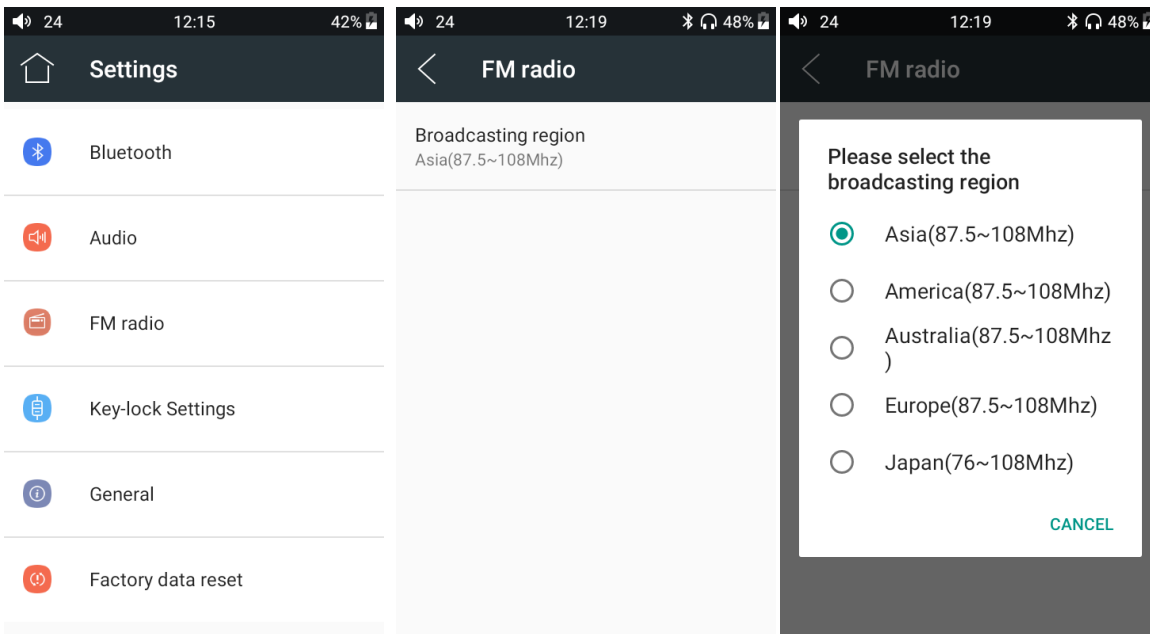 24 12:15 42%
Settings
Bluetooth
Audio
FM radio
Key-lock Settings
General
Factory data reset
24 12:19 48%
FM radio
Broadcasting region
Asia(87.5~108Mhz)
24 12:19 48%
FM radio
Please select the
broadcasting region
Asia(87.5~108Mhz)
America(87.5~108Mhz)
Australia(87.5~108Mhz
)
Europe(87.5~108Mhz)
Japan(76~108Mhz)
CANCEL